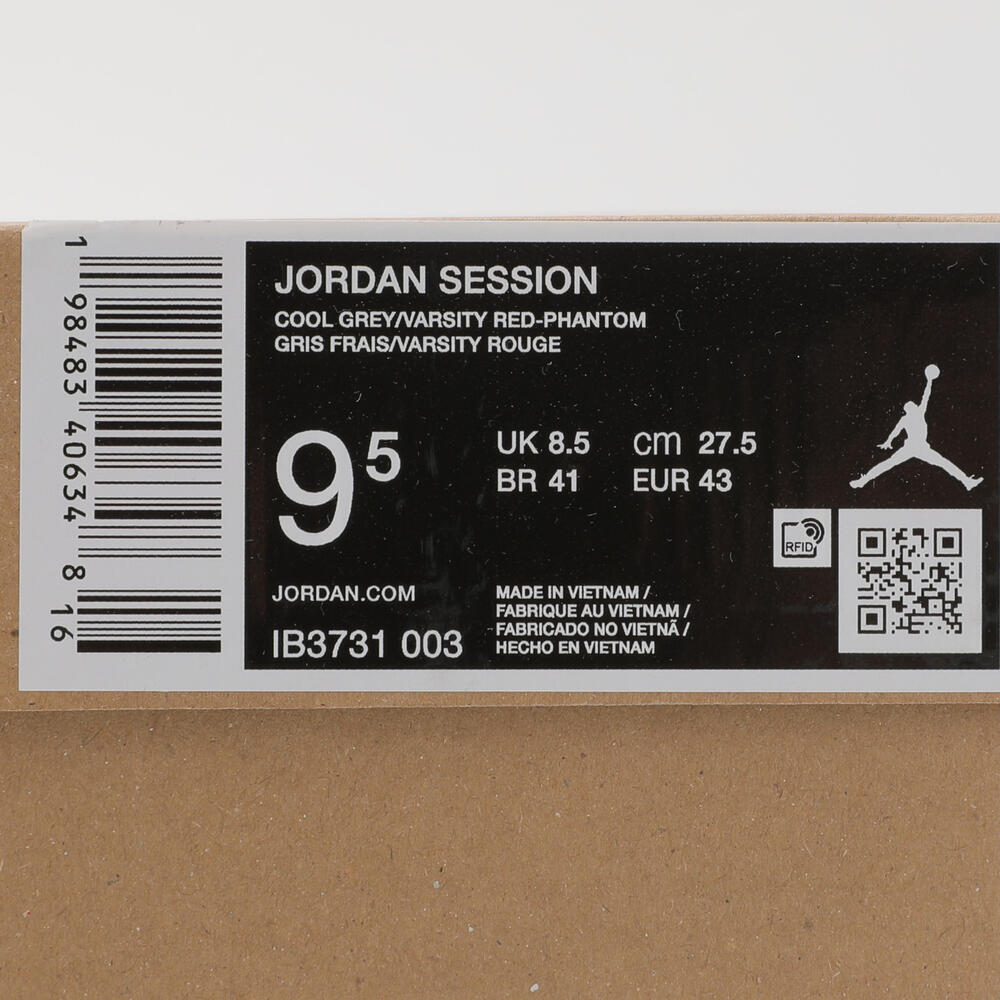 1 98483 40634 8 16
JORDAN SESSION
COOL GREY/VARSITY RED-PHANTOM
GRIS FRAIS/VARSITY ROUGE
9 5
UK 8.5 cm 27.5
BR 41 EUR 43
RFID
JORDAN.COM
IB3731 003
MADE IN VIETNAM /
FABRIQUE AU VIETNAM /
FABRICADO NO VIETNÃ /
HECHO EN VIETNAM